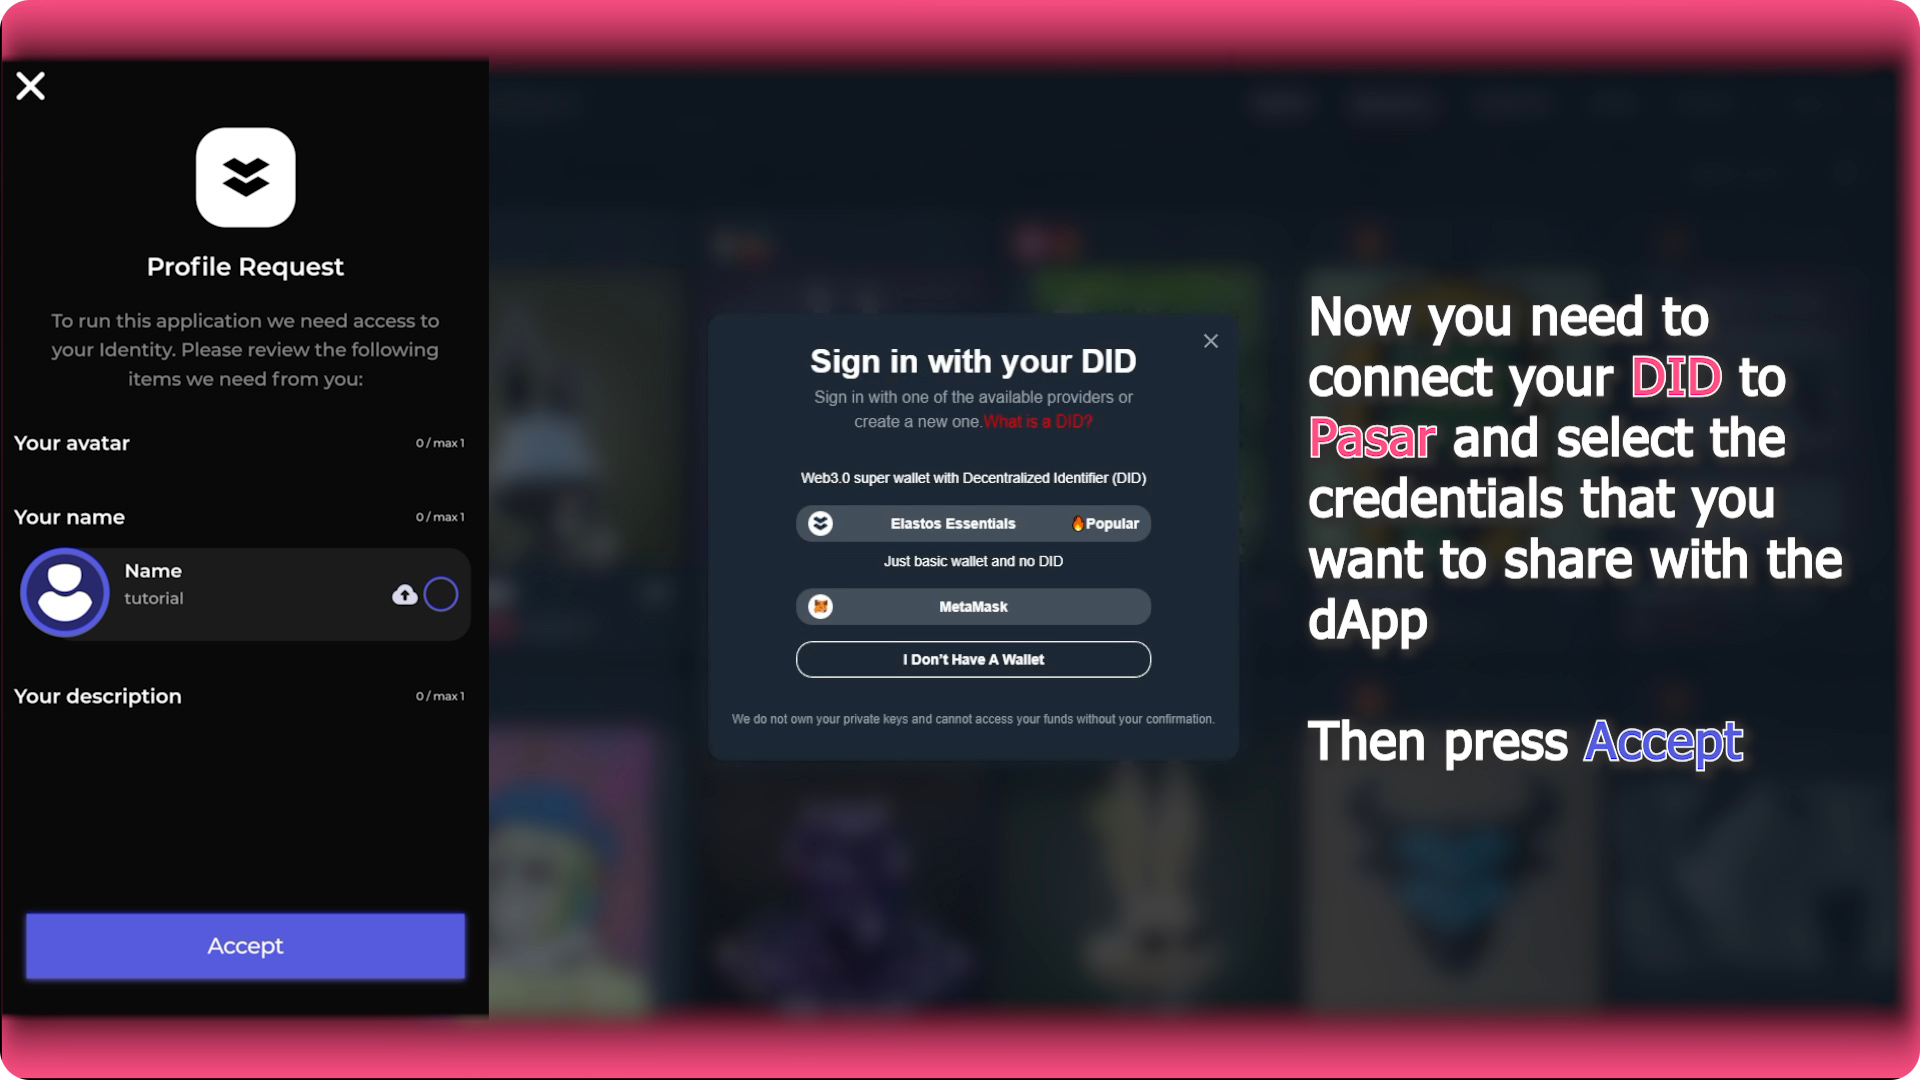 Profile Request
To run this application we need access to
your Identity. Please review the following
items we need from you:
Your avatar
0 / max 1
Your name
0 / max 1
Name
tutorial
Your description
0 / max 1
Accept
Sign in with your DID
Sign in with one of the available providers or
create a new one.What is a DID?
Web3.0 super wallet with Decentralized Identifier (DID)
Elastos Essentials
🔥Popular
Just basic wallet and no DID
MetaMask
I Don't Have A Wallet
We do not own your private keys and cannot access your funds without your confirmation.
Now you need to
connect your DID to
Pasar and select the
credentials that you
want to share with the
dApp
Then press Accept